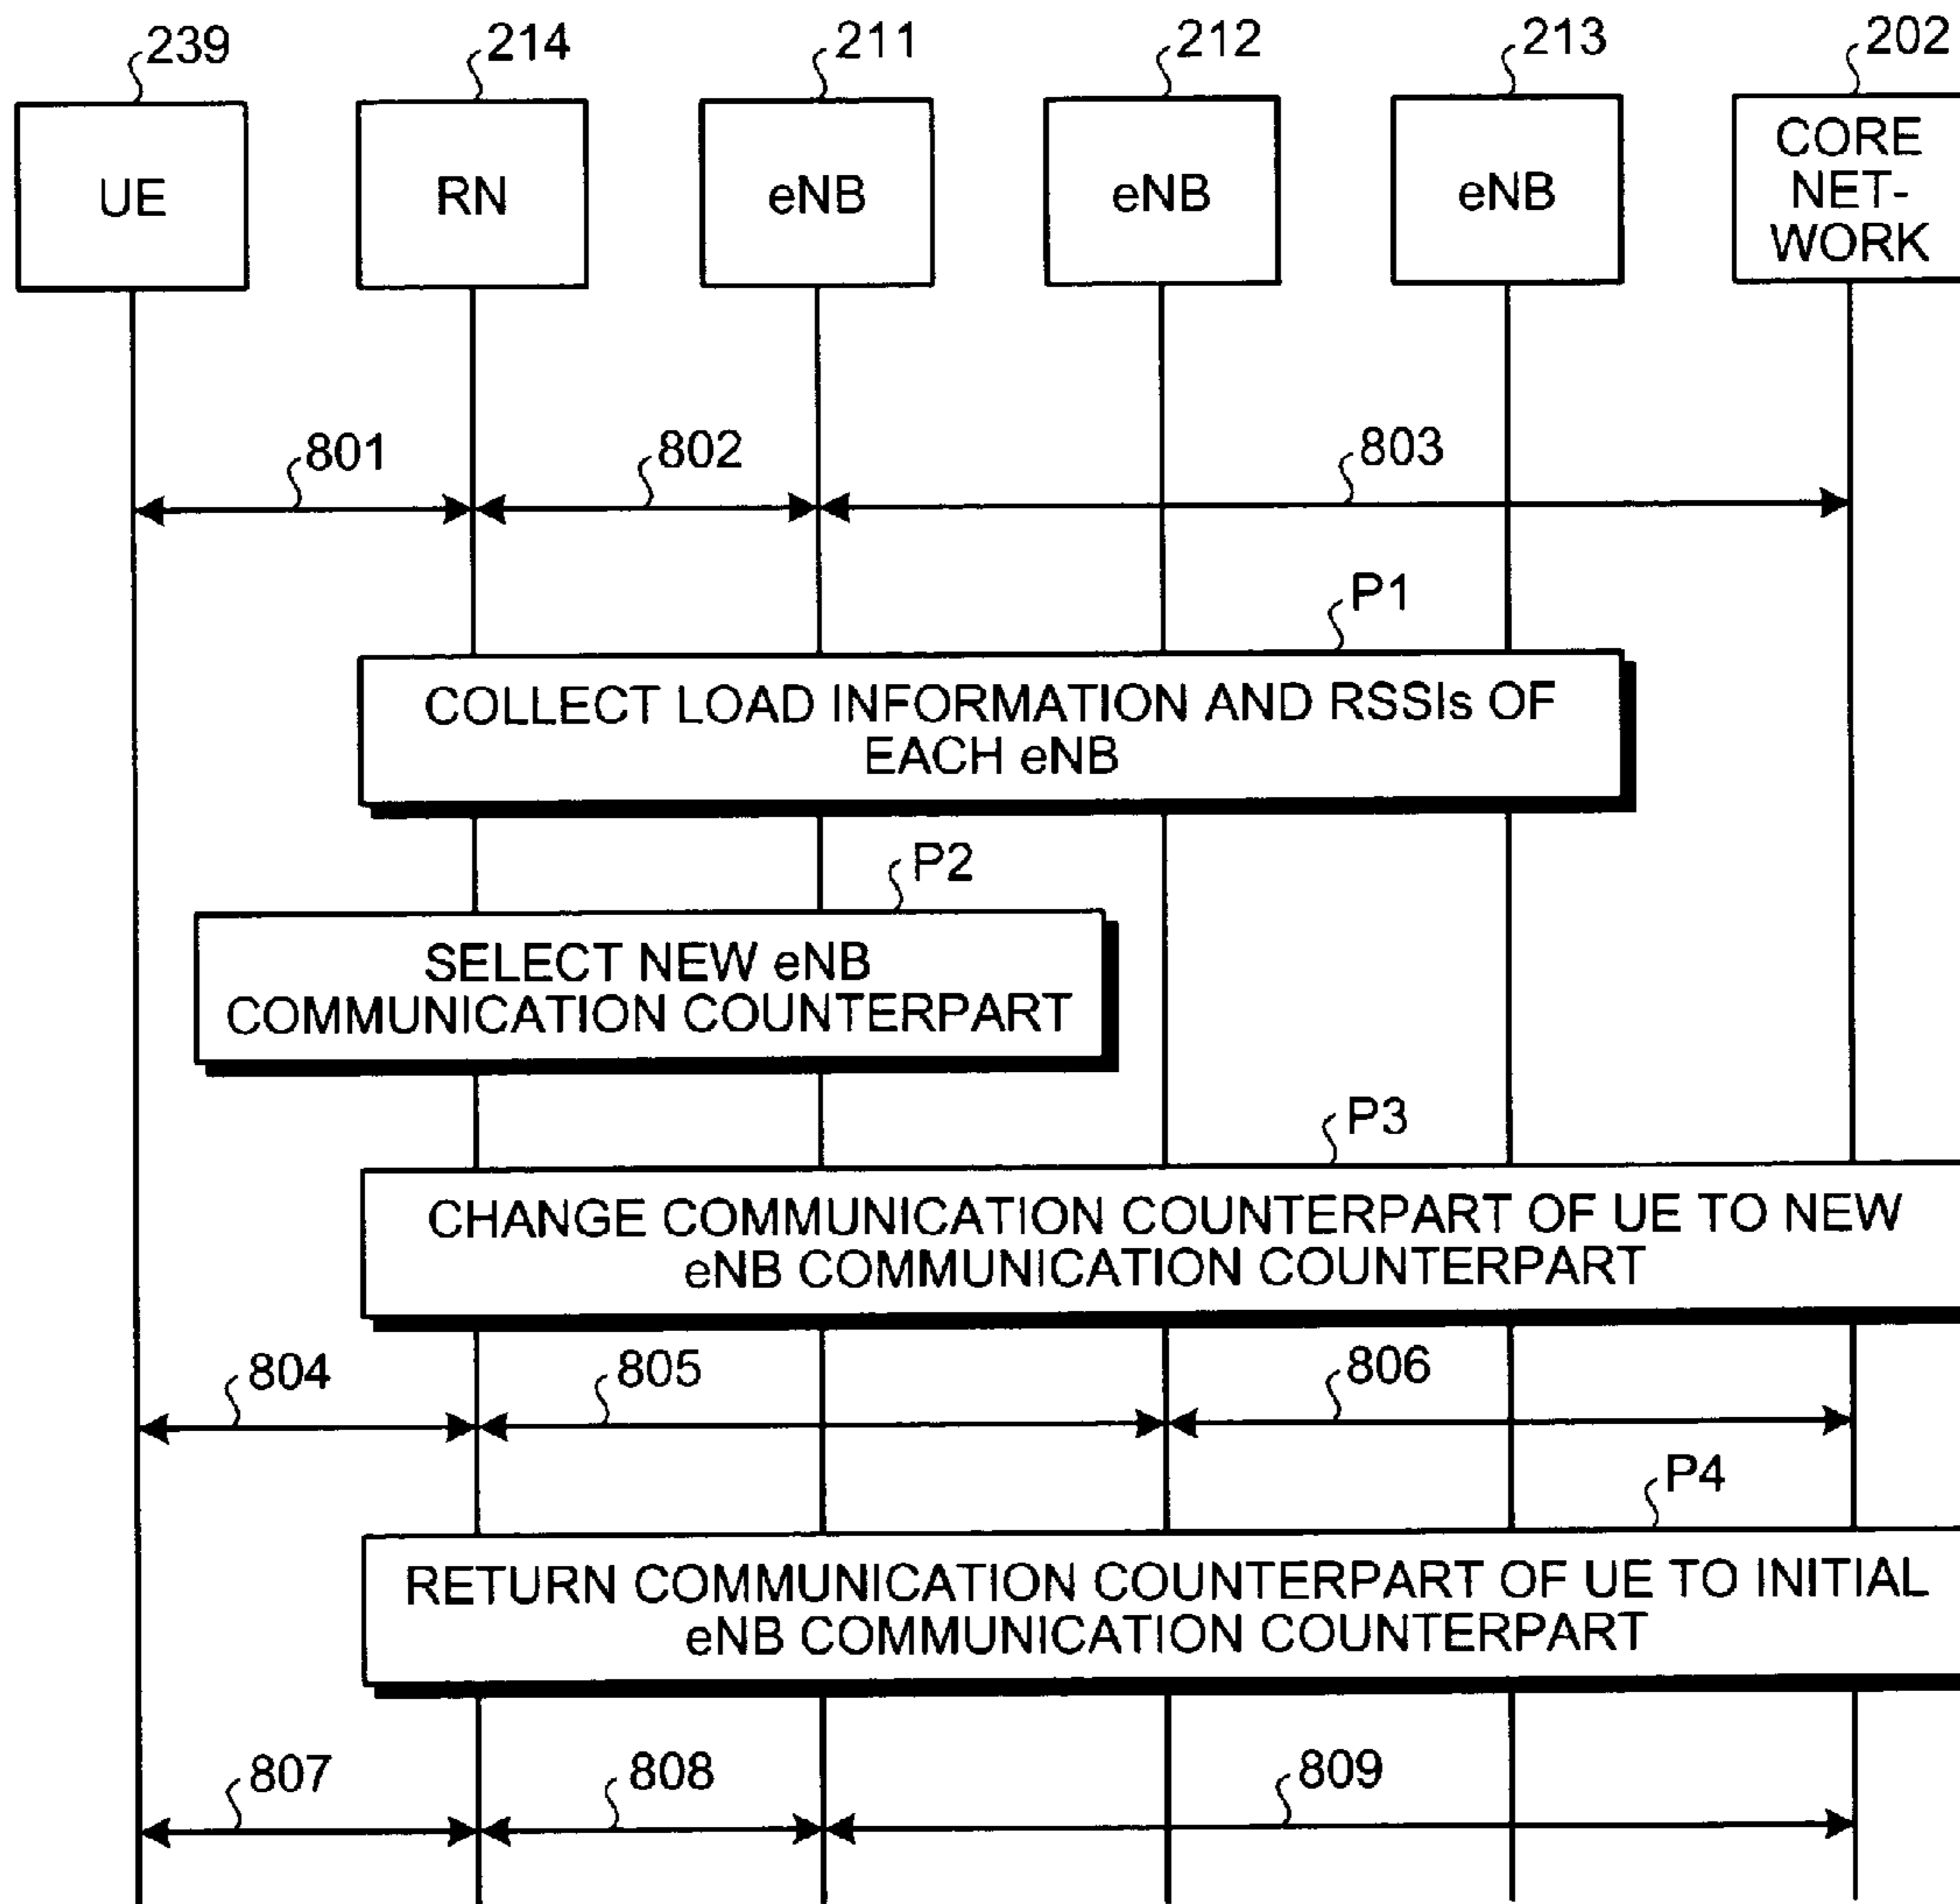 239
214
211
212
213
202
UE
RN
eNB
eNB
eNB
CORE
NET-
WORK
801
802
803
P1
COLLECT LOAD INFORMATION AND RSSIs OF
EACH eNB
P2
SELECT NEW eNB
COMMUNICATION COUNTERPART
P3
CHANGE COMMUNICATION COUNTERPART OF UE TO NEW
eNB COMMUNICATION COUNTERPART
804
805
806
P4
RETURN COMMUNICATION COUNTERPART OF UE TO INITIAL
eNB COMMUNICATION COUNTERPART
807
808
809